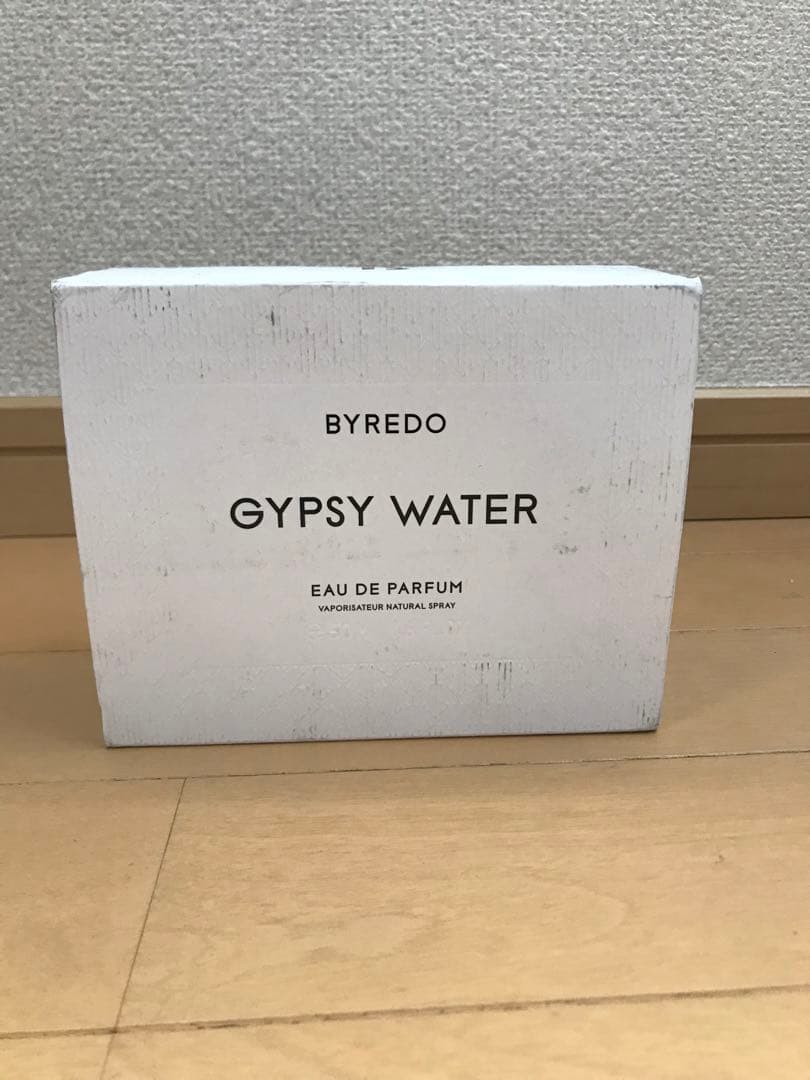 BYREDO
GYPSY WATER
EAU DE PARFUM
VAPORISATEUR NATURAL SPRAY